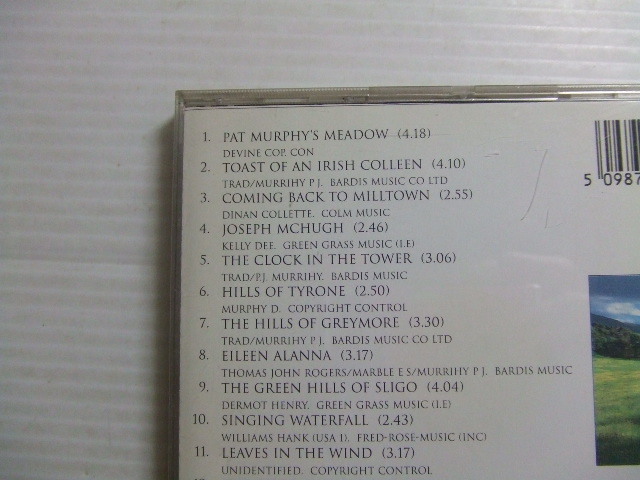 1. PAT MURPHY'S MEADOW (4.18)
DEVINE COP. CON
2. TOAST OF AN IRISH COLLEEN (4.10)
TRAD/MURRIHY P J. BARDIS MUSIC CO LTD
3. COMING BACK TO MILLTOWN (2.55)
DINAN COLLETTE. COLM MUSIC
4. JOSEPH MCHUGH (2.46)
KELLY DEE. GREEN GRASS MUSIC (I.E)
5. THE CLOCK IN THE TOWER (3.06)
TRAD/P.J. MURRIHY. BARDIS MUSIC
6. HILLS OF TYRONE (2.50)
MURPHY D. COPYRIGHT CONTROL
7. THE HILLS OF GREYMORE (3.30)
TRAD/MURRIHY P J. BARDIS MUSIC CO LTD
8. EILEEN ALANNA (3.17)
THOMAS JOHN ROGERS/MARBLE E S/MURRIHY P J. BARDIS MUSIC
9. THE GREEN HILLS OF SLIGO (4.04)
DERMOT HENRY. GREEN GRASS MUSIC (I.E)
10. SINGING WATERFALL (2.43)
WILLIAMS HANK (USA 1). FRED-ROSE-MUSIC (INC)
11. LEAVES IN THE WIND (3.17)
UNIDENTIFIED. COPYRIGHT CONTROL
5 0987